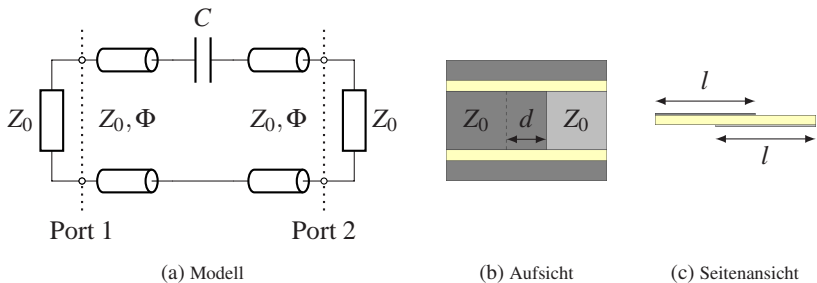 C
Z₀ Z₀, Φ Z₀, Φ Z₀
Port 1 Port 2
(a) Modell
Z₀ d Z₀
(b) Aufsicht
l
l
(c) Seitenansicht